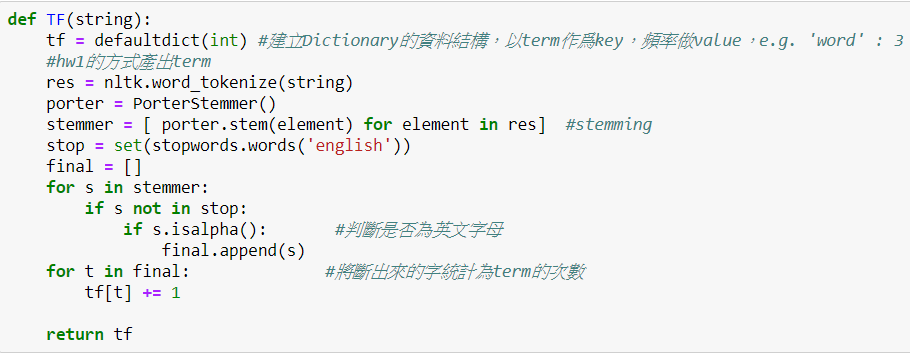 def TF(string):
    tf = defaultdict(int) #建立Dictionary的資料結構，以term作爲key，頻率做value，e.g. 'word' : 3
    #hw1的方式產出term
    res = nltk.word_tokenize(string)
    porter = PorterStemmer()
    stemmer = [ porter.stem(element) for element in res]  #stemming
    stop = set(stopwords.words('english'))
    final = []
    for s in stemmer:
        if s not in stop:
            if s.isalpha():       #判斷是否為英文字母
                final.append(s)
    for t in final:              #將斷出來的字統計為term的次數
        tf[t] += 1
    return tf